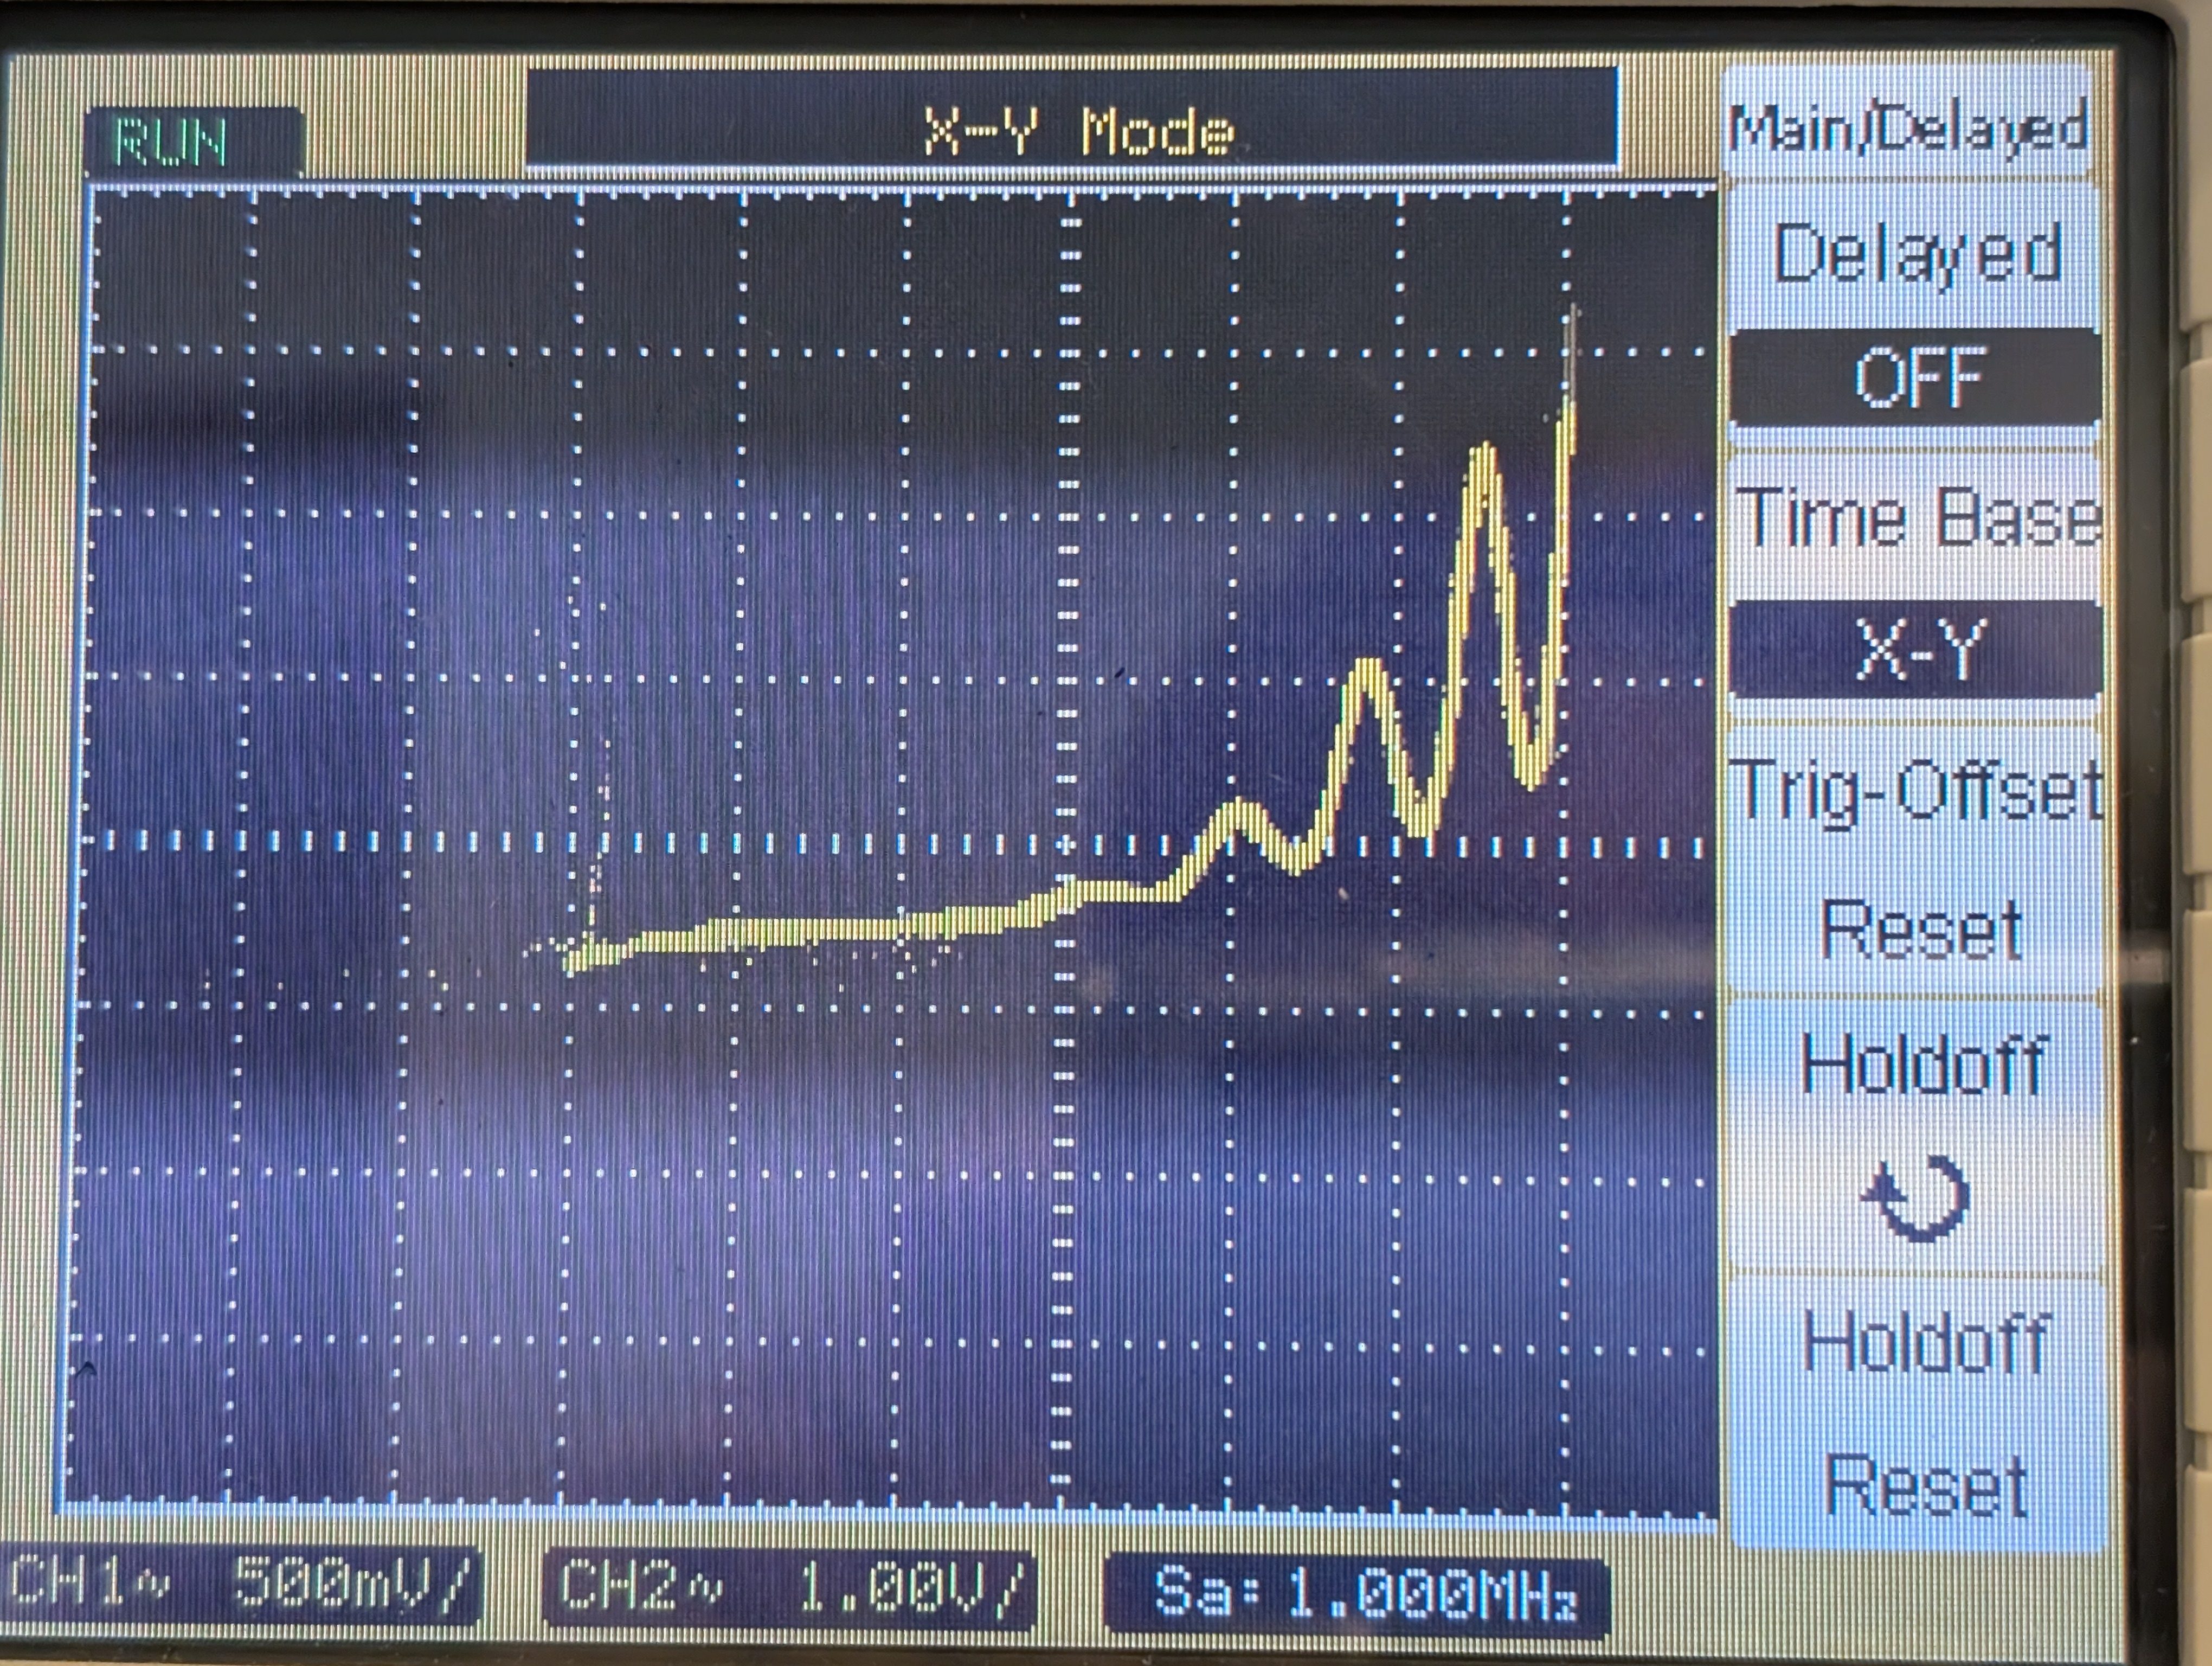 RUN
X-Y Mode
Main/Delayed
Delayed
OFF
Time Base
X-Y
Trig-Offset
Reset
Holdoff
Holdoff
Reset
CH1~ 500mV/
CH2~ 1.00V/
Sa: 1.000MHz